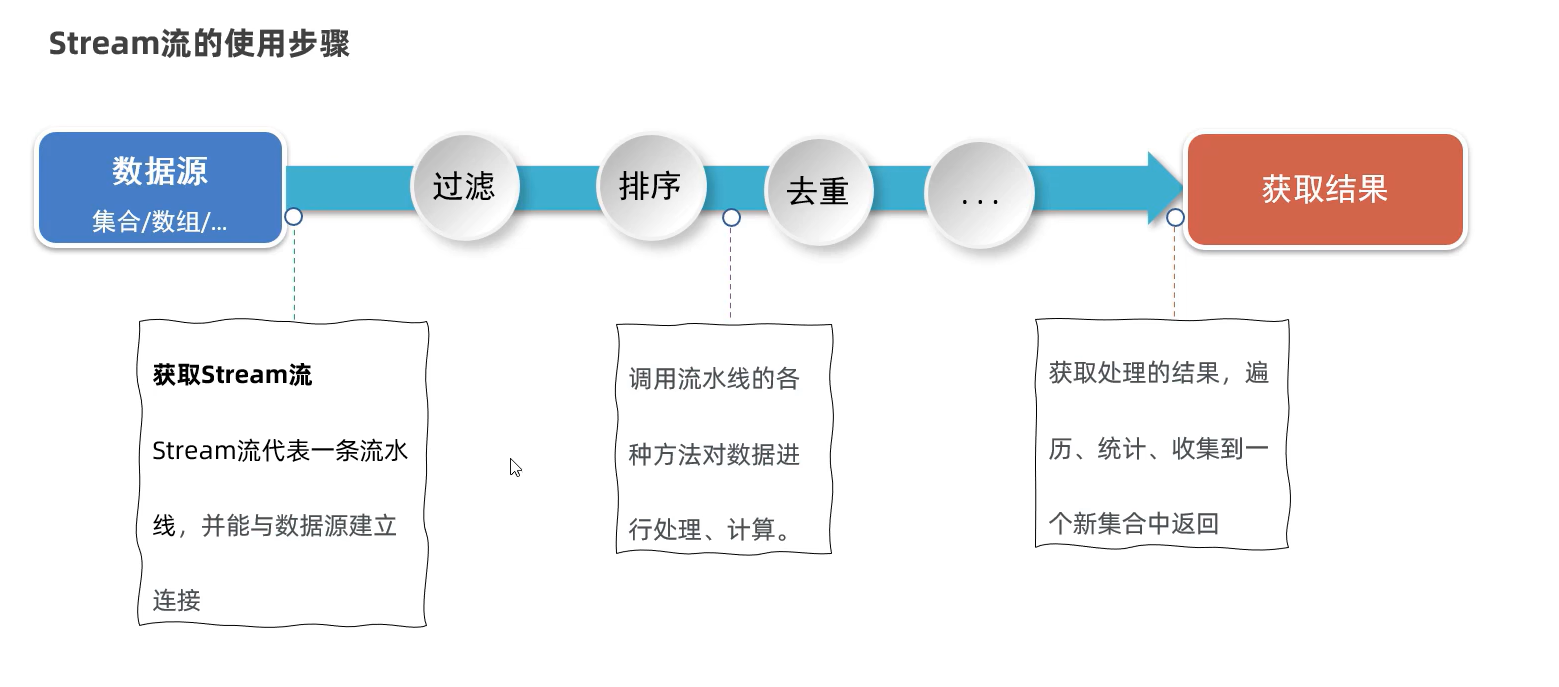 Stream流的使用步骤
数据源
集合/数组/...
过滤
排序
去重
...
获取结果
获取Stream流
Stream流代表一条流水
线，并能与数据源建立
连接
调用流水线的各
种方法对数据进
行处理、计算。
获取处理的结果，遍
历、统计、收集到一
个新集合中返回